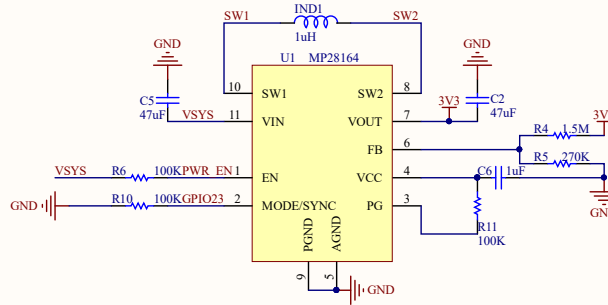 IND1
SW1
SW2
1uH
GND
GND
U1 MP28164
10
SW1
SW2
8
C5
47uF
VSYS
11
VIN
VOUT
7
3V3
C2
47uF
FB
6
R4
1.5M
3V
R5
270K
VSYS
R6
100K
PWR_EN
1
EN
VCC
4
C6
1uF
GND
R10
100K
GPIO23
2
MODE/SYNC
PG
3
R11
100K
PGND
AGND
9
5
GND